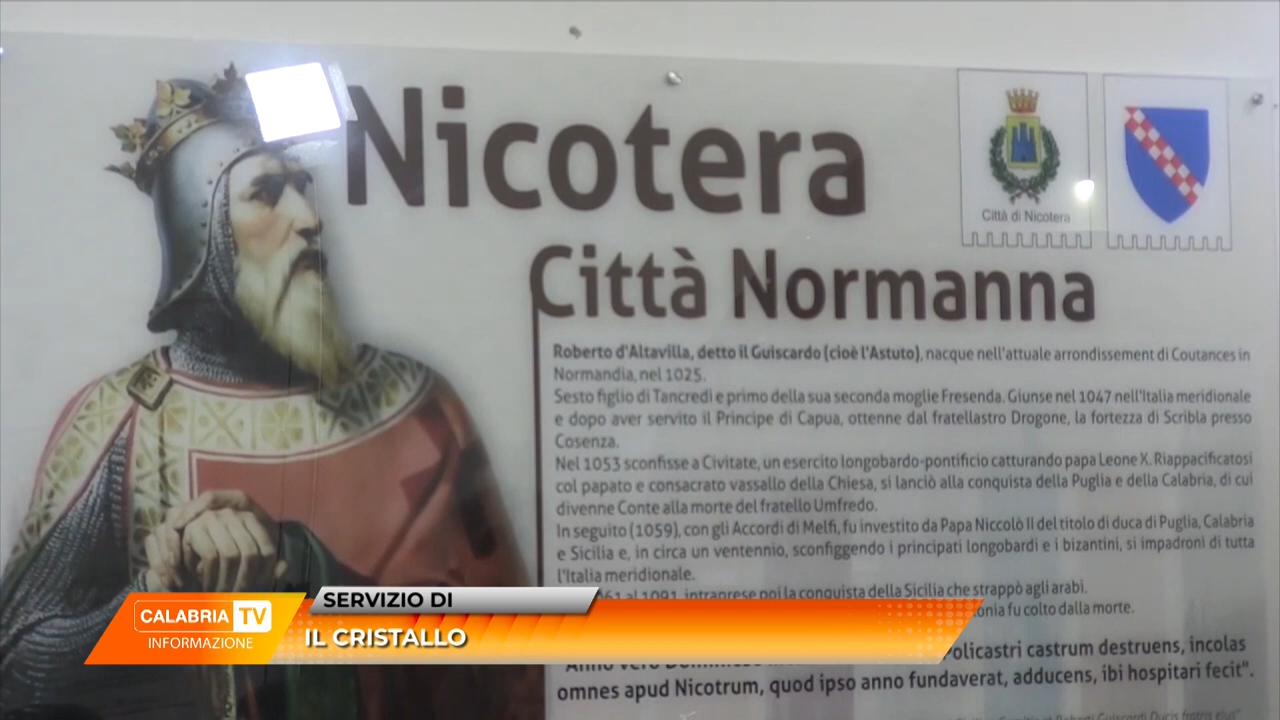 Nicotera
Città di Nicotera
Città Normanna
Roberto d'Altavilla, detto il Guiscardo (cioè l'Astuto), nacque nell'attuale arrondissement di Coutances in
Normandia, nel 1025.
Sesto figlio di Tancredi e primo della sua seconda moglie Fresenda. Giunse nel 1047 nell'Italia meridionale
e dopo aver servito il Principe di Capua, ottenne dal fratellastro Drogone, la fortezza di Scribla presso
Cosenza.
Nel 1053 sconfisse a Civitate, un esercito longobardo-pontificio catturando papa Leone X. Riappacificatosi
col papato e consacrato vassallo della Chiesa, si lanciò alla conquista della Puglia e della Calabria, di cui
divenne Conte alla morte del fratello Umfredo.
In seguito (1059), con gli Accordi di Melfi, fu investito da Papa Niccolò II del titolo di duca di Puglia, Calabria
e Sicilia e, in circa un ventennio, sconfiggendo i principati longobardi e i bizantini, si impadronì di tutta
l'Italia meridionale.
al 1091, intraprese poi la conquista della Sicilia che strappò agli arabi.
fu colto dalla morte.
castrum destruens, incolas
omnes apud Nicotrum, quod ipso anno fundaverat, adducens, ibi hospitari fecit".
SERVIZIO DI
IL CRISTALLO
CALABRIA TV
INFORMAZIONE